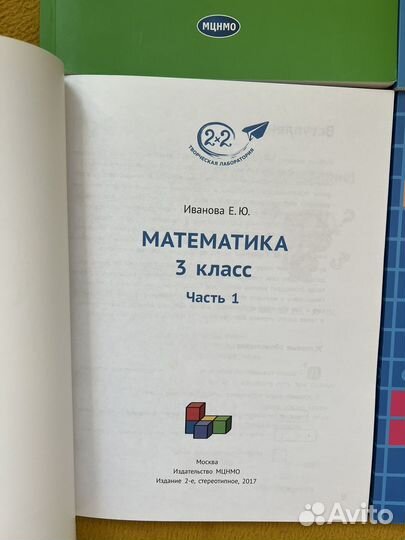 МЦНМО
2×2
ТВОРЧЕСКАЯ ЛАБОРАТОРИЯ
Иванова Е. Ю.
МАТЕМАТИКА
3 класс
Часть 1
Москва
Издательство МЦНМО
Издание 2-е, стереотипное, 2017
Avito